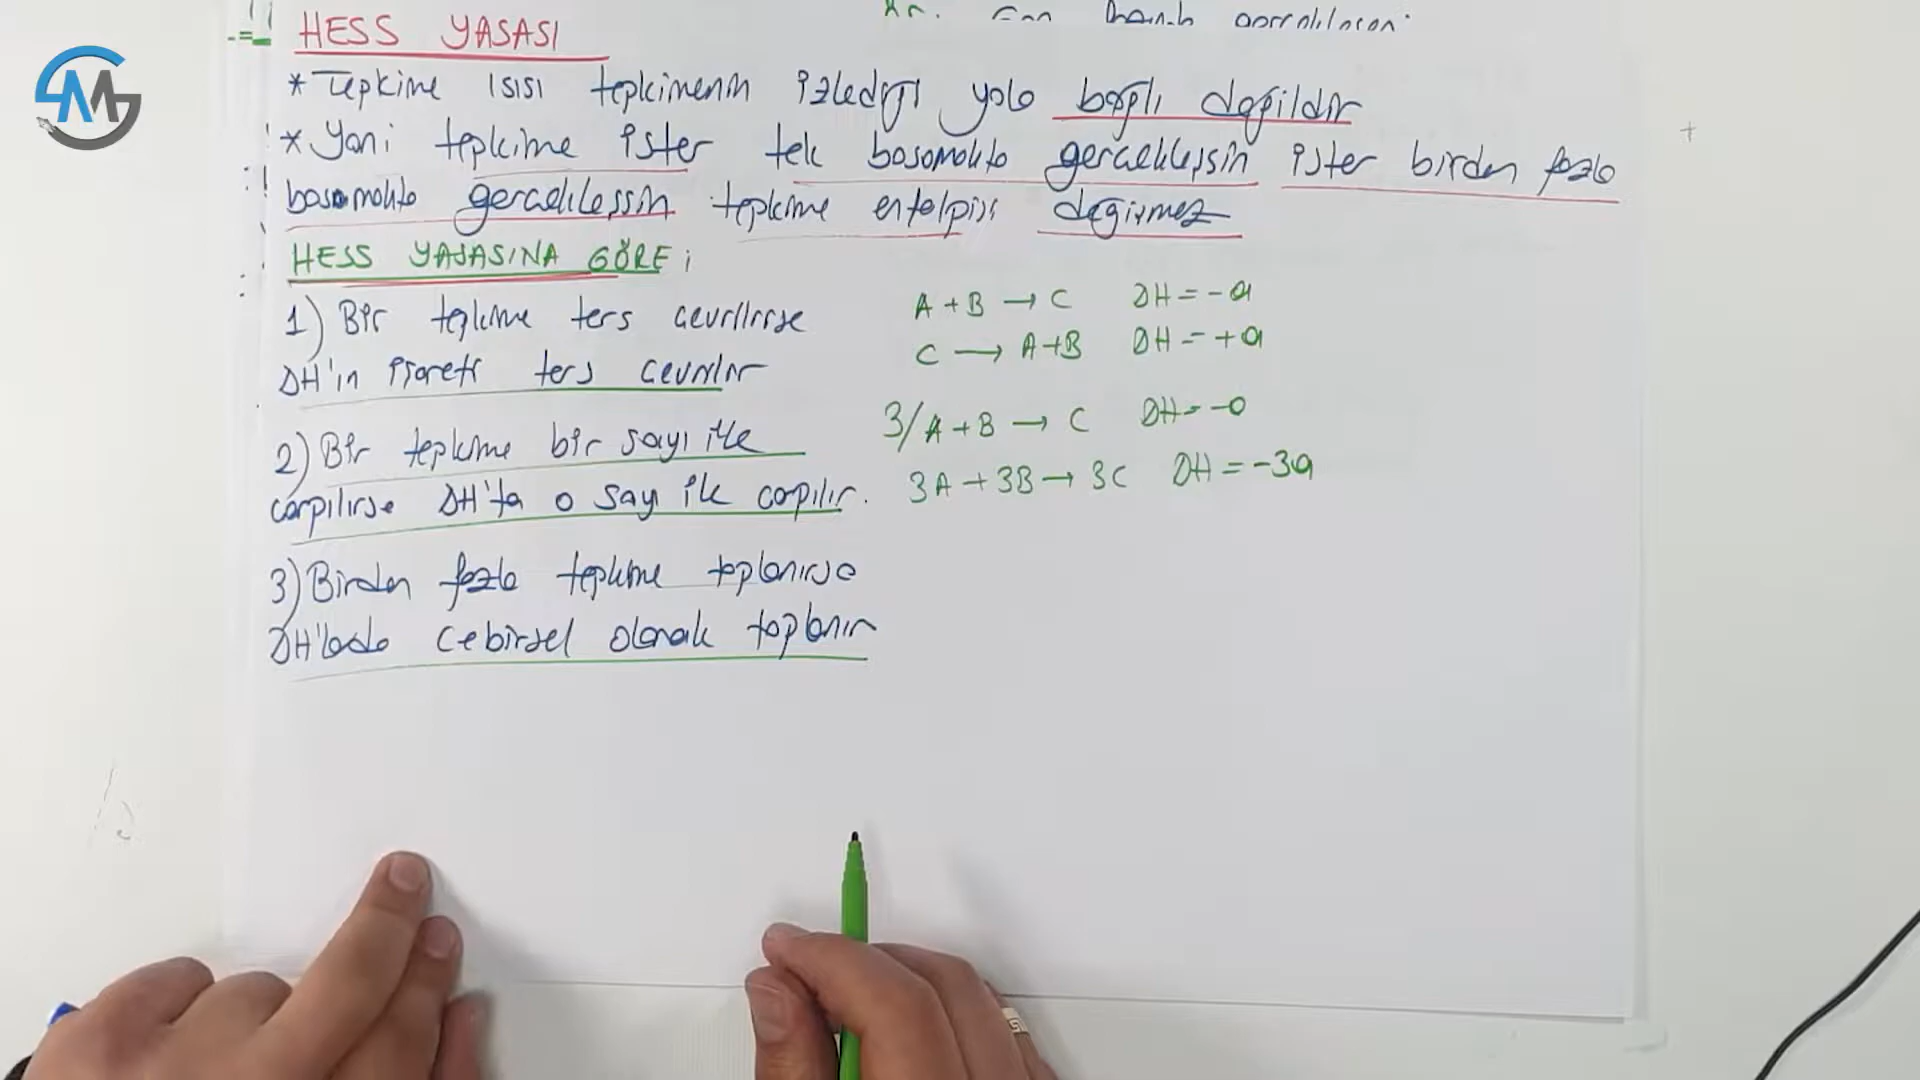 HESS YASASI
* Tepkime ısısı tepkimenin izlediği yola bağlı değildir
* Yani tepkime ister tek basamakta gerçekleşsin ister birden fazla
basamakta gerçekleşsin tepkime entalpisi değişmez
HESS YASASINA GÖRE;
1) Bir tepkime ters çevrilirse
A + B → C ΔH = -a
C → A+B ΔH = +a
ΔH'ın işareti ters çevrilir
2) Bir tepkime bir sayı ile
3/ A + B → C ΔH = -a
çarpılırsa ΔH'ta o sayı ile çarpılır.
3A + 3B → 3C ΔH = -3a
3) Birden fazla tepkime toplanırsa
ΔH'lada cebirsel olarak toplanır